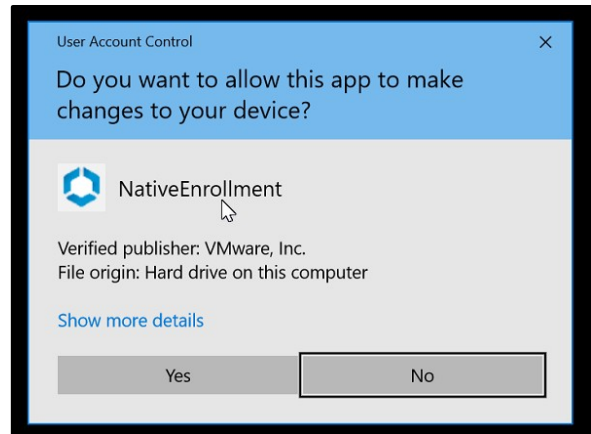 User Account Control
Do you want to allow this app to make
changes to your device?
NativeEnrollment
Verified publisher: VMware, Inc.
File origin: Hard drive on this computer
Show more details
Yes
No